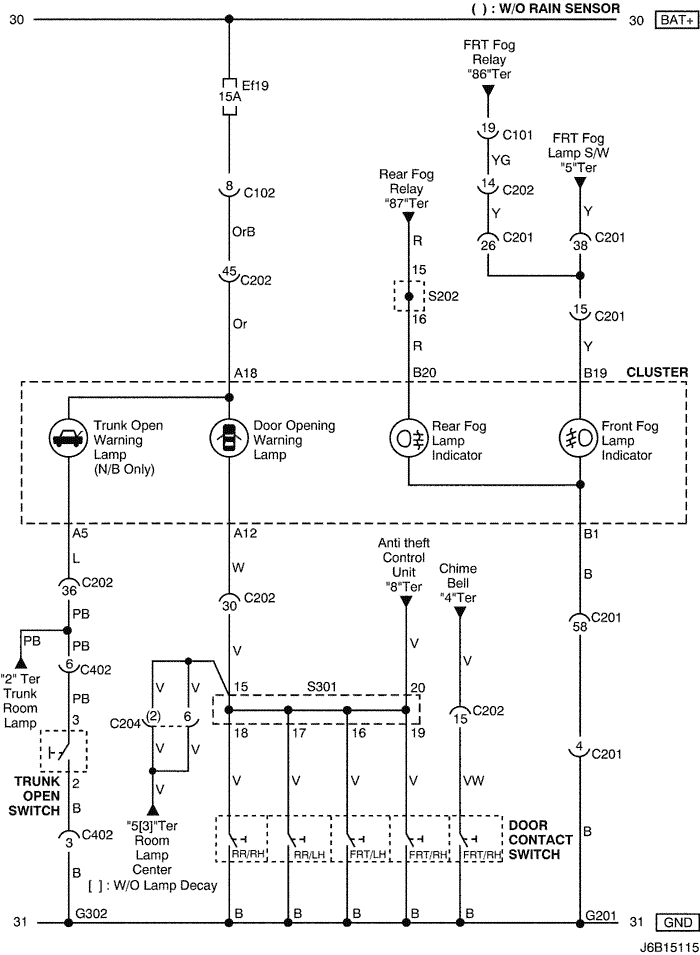 ( ) : W/O RAIN SENSOR
30
30 BAT+
FRT Fog
Relay
"86"Ter
Ef19
15A
19 C101
FRT Fog
Lamp S/W
"5"Ter
YG
Rear Fog
Relay
"87"Ter
14 C202
8 C102
Y
Y
OrB
R
26 C201
38 C201
45 C202
15
S202
16
15 C201
Or
R
Y
A18
B20
B19
CLUSTER
Trunk Open
Warning
Lamp
(N/B Only)
Door Opening
Warning
Lamp
Rear Fog
Lamp
Indicator
Front Fog
Lamp
Indicator
A5
A12
B1
L
W
Anti theft
Control
Unit
"8"Ter
Chime
Bell
"4"Ter
B
36 C202
30 C202
58 C201
PB
PB
PB
6 C402
"2" Ter
Trunk
Room
Lamp
V
V
V
PB
V
V
15
S301
20
3
C204 (2) 6
18
17
16
19
15 C202
4 C201
V
V
TRUNK
OPEN
SWITCH
2
V
V
V
V
V
VW
B
"5[3]"Ter
Room
Lamp
Center
[ ] : W/O Lamp Decay
3 C402
B
RR/RH
RR/LH
FRT/LH
FRT/RH
FRT/RH
DOOR
CONTACT
SWITCH
B
31
G302
B
B
B
B
B
G201
31 GND
J6B15115